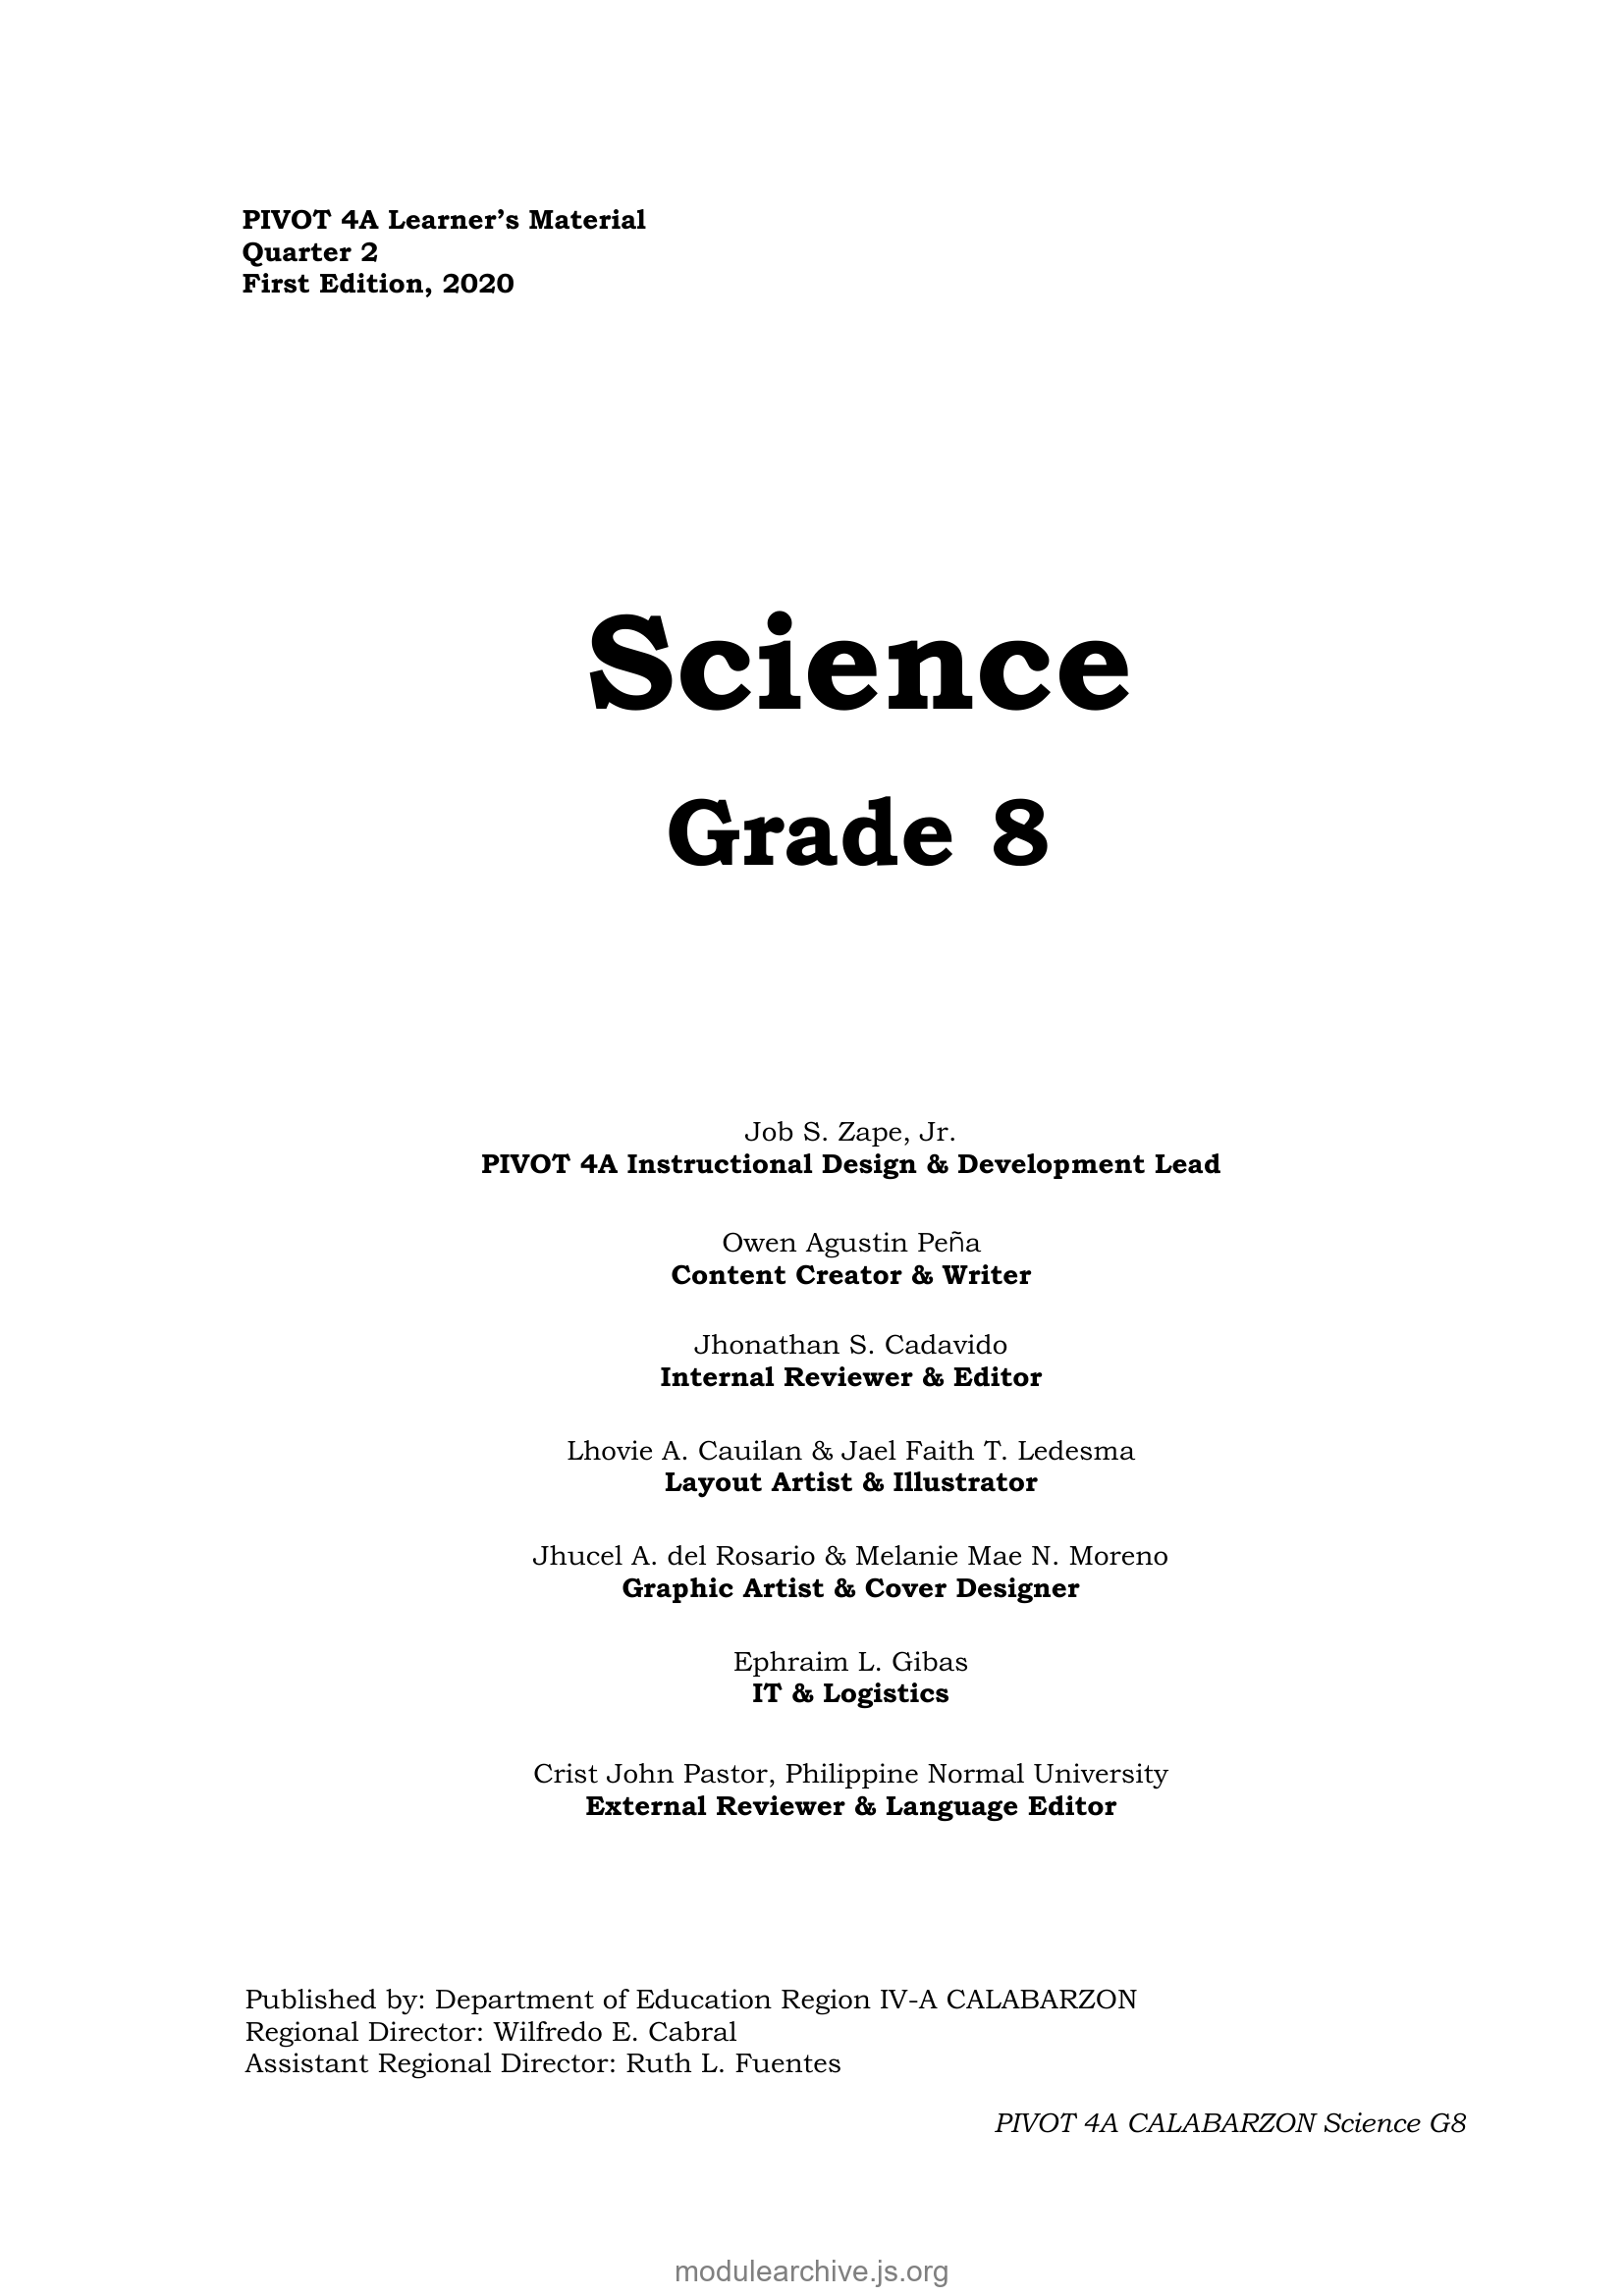 PIVOT 4A Learner’s Material
Quarter 2
First Edition, 2020
Science
Grade 8
Job S. Zape, Jr.
PIVOT 4A Instructional Design & Development Lead
Owen Agustin Peña
Content Creator & Writer
Jhonathan S. Cadavido
Internal Reviewer & Editor
Lhovie A. Cauilan & Jael Faith T. Ledesma
Layout Artist & Illustrator
Jhucel A. del Rosario & Melanie Mae N. Moreno
Graphic Artist & Cover Designer
Ephraim L. Gibas
IT & Logistics
Crist John Pastor, Philippine Normal University
External Reviewer & Language Editor
Published by: Department of Education Region IV-A CALABARZON
Regional Director: Wilfredo E. Cabral
Assistant Regional Director: Ruth L. Fuentes
PIVOT 4A CALABARZON Science G8
modulearchive.js.org